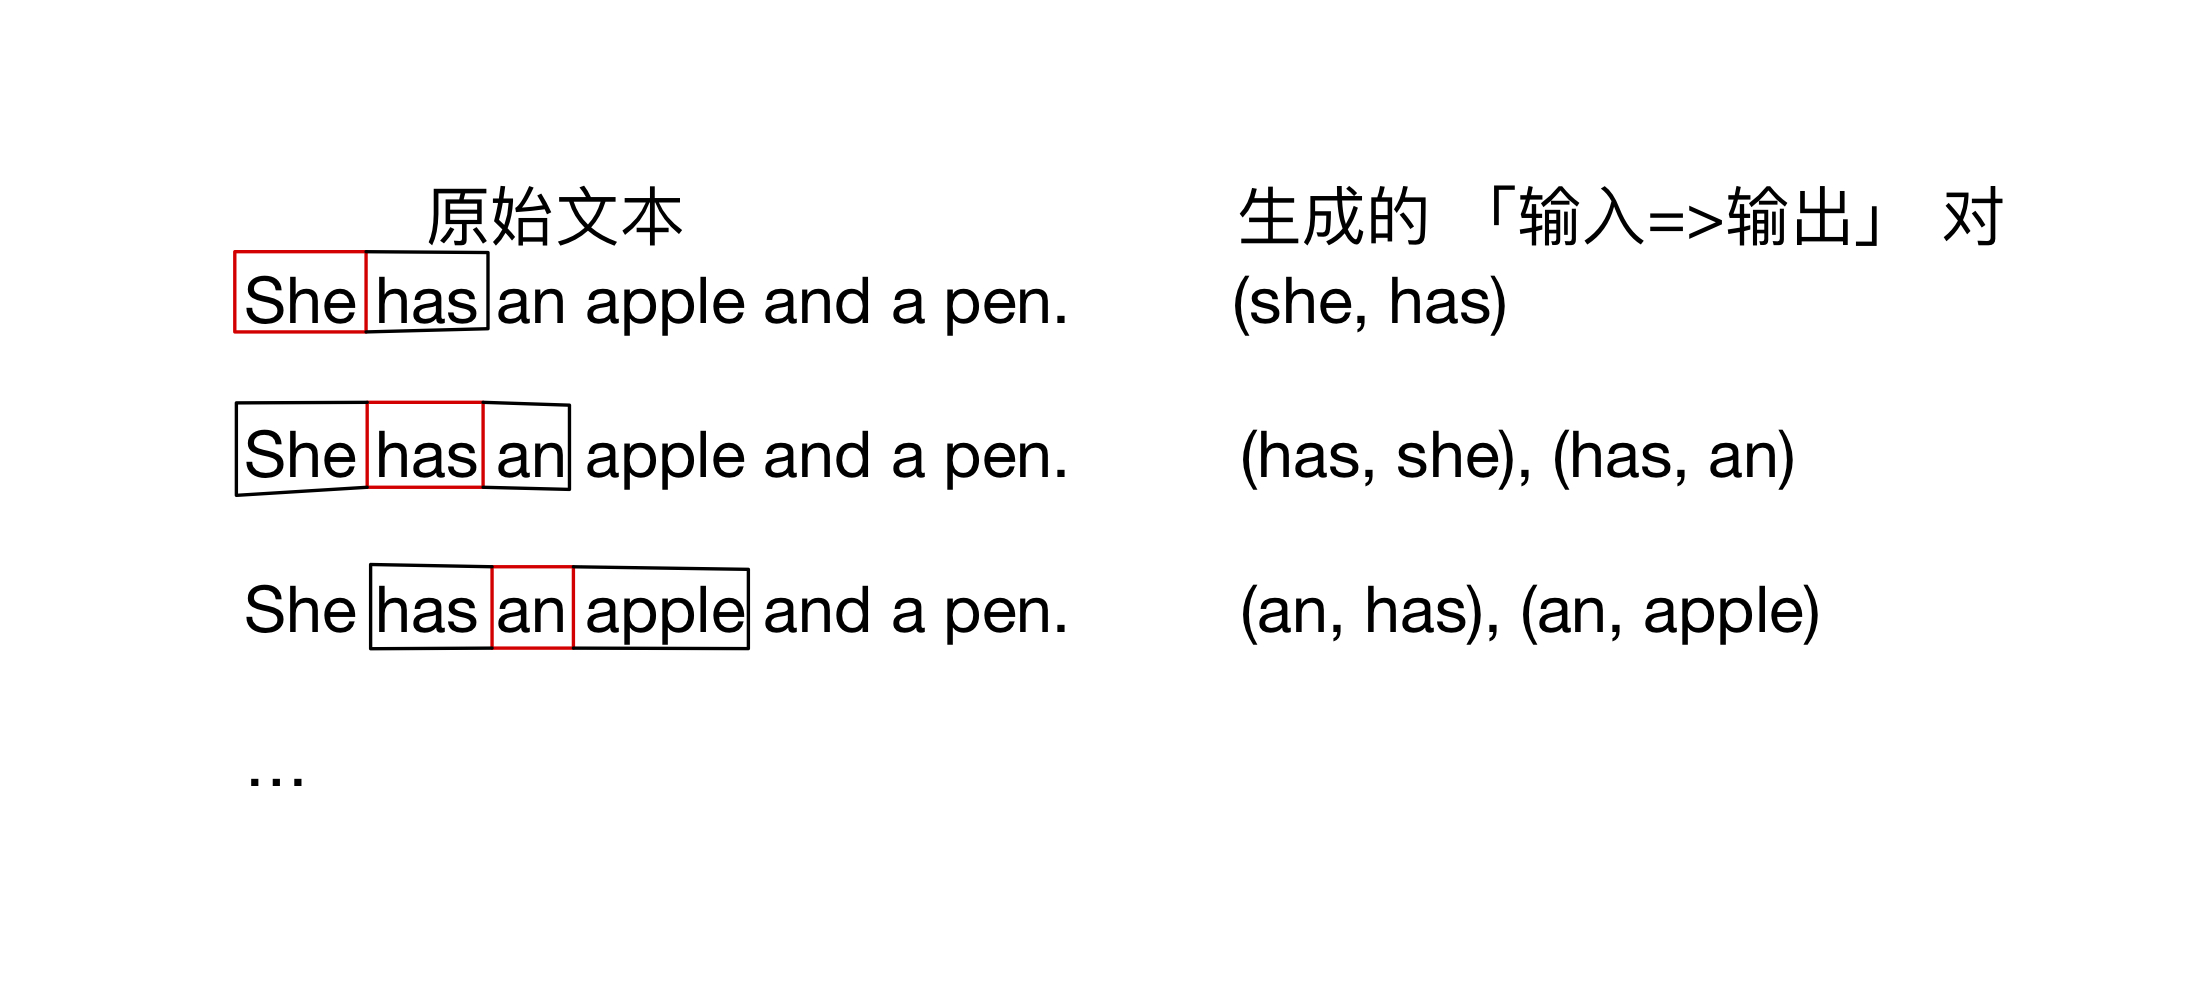 原始文本 生成的 「输入=>输出」 对
She has an apple and a pen. (she, has)
She has an apple and a pen. (has, she), (has, an)
She has an apple and a pen. (an, has), (an, apple)
…